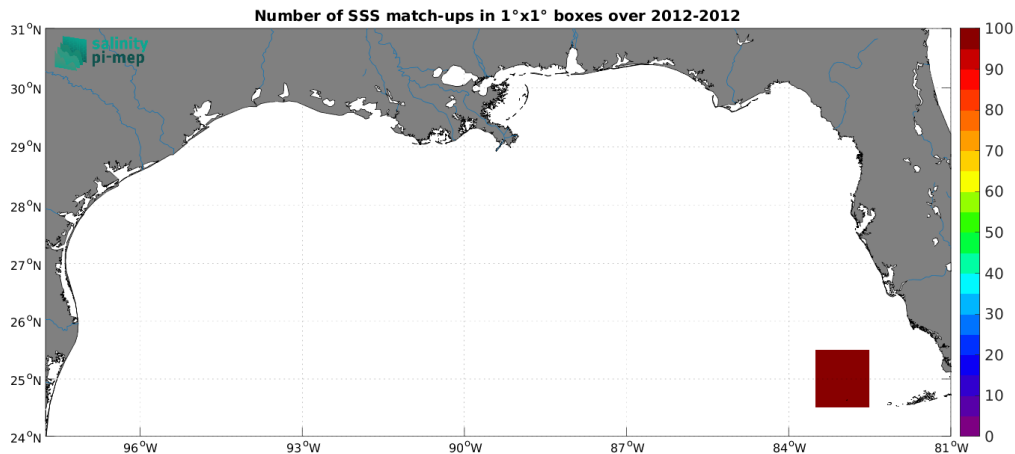 Number of SSS match-ups in 1°x1° boxes over 2012-2012
salinity
pi-mep
31°N
30°N
29°N
28°N
27°N
26°N
25°N
24°N
96°W
93°W
90°W
87°W
84°W
81°W
100
90
80
70
60
50
40
30
20
10
0